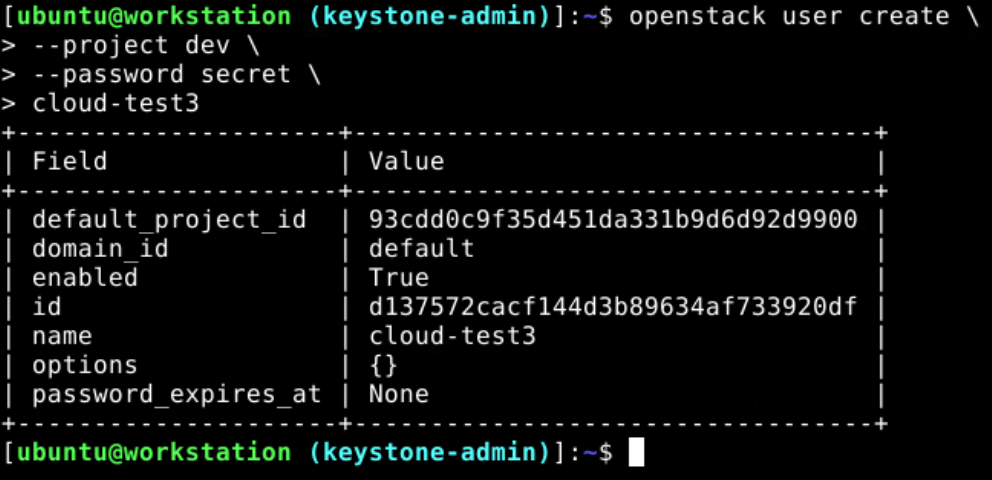 [ubuntu@workstation (keystone-admin)]:~$ openstack user create \
> --project dev \
> --password secret \
> cloud-test3
+---------------------+----------------------------------+
| Field               | Value                            |
+---------------------+----------------------------------+
| default_project_id  | 93cdd0c9f35d451da331b9d6d92d9900 |
| domain_id           | default                          |
| enabled             | True                             |
| id                  | d137572cacf144d3b89634af733920df |
| name                | cloud-test3                      |
| options             | {}                               |
| password_expires_at | None                             |
+---------------------+----------------------------------+
[ubuntu@workstation (keystone-admin)]:~$